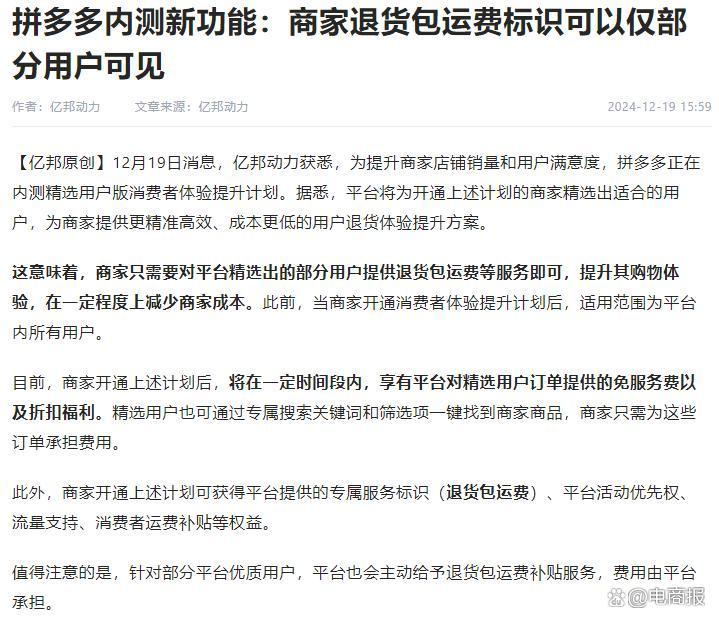 拼多多内测新功能：商家退货包运费标识可以仅部
分用户可见
作者：亿邦动力 文章来源：亿邦动力 2024-12-19 15:59
【亿邦原创】12月19日消息，亿邦动力获悉，为提升商家店铺销量和用户满意度，拼多多正在
内测精选用户版消费者体验提升计划。据悉，平台将为开通上述计划的商家精选出适合的用
户，为商家提供更精准高效、成本更低的用户退货体验提升方案。
这意味着，商家只需要对平台精选出的部分用户提供退货包运费等服务即可，提升其购物体
验，在一定程度上减少商家成本。此前，当商家开通消费者体验提升计划后，适用范围为平台
内所有用户。
目前，商家开通上述计划后，将在一定时间段内，享有平台对精选用户订单提供的免服务费以
及折扣福利。精选用户也可通过专属搜索关键词和筛选项一键找到商家商品，商家只需为这些
订单承担费用。
此外，商家开通上述计划可获得平台提供的专属服务标识（退货包运费）、平台活动优先权、
流量支持、消费者运费补贴等权益。
值得注意的是，针对部分平台优质用户，平台也会主动给予退货包运费补贴服务，费用由平台
承担。
@电商报